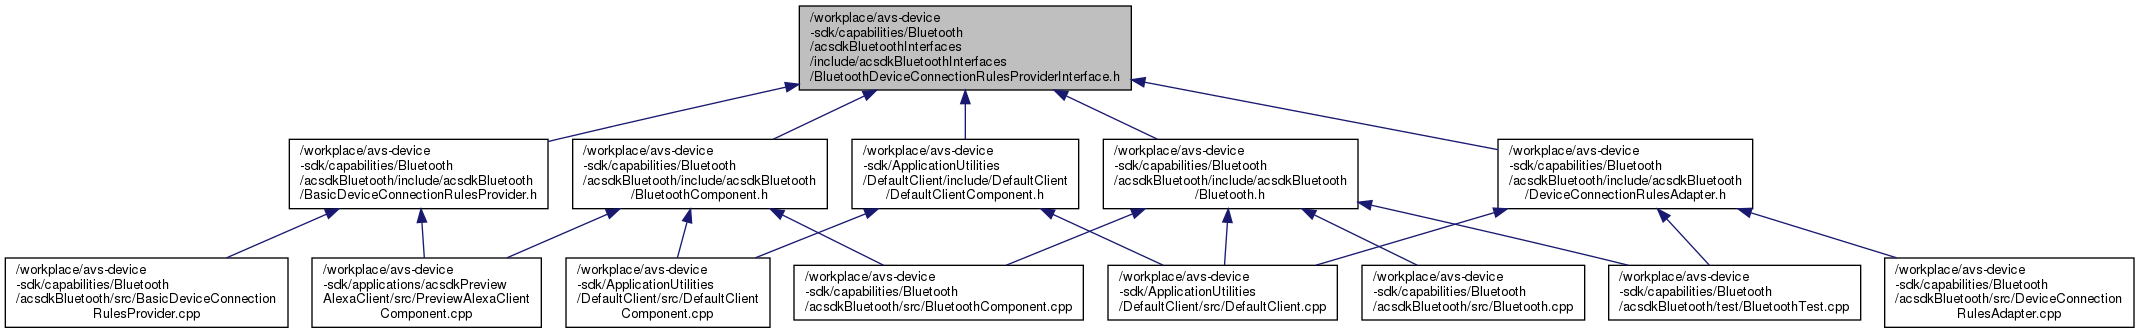 /workplace/avs-device
-sdk/capabilities/Bluetooth
/acsdkBluetoothInterfaces
/include/acsdkBluetoothInterfaces
/BluetoothDeviceConnectionRulesProviderInterface.h
/workplace/avs-device
-sdk/capabilities/Bluetooth
/acsdkBluetooth/include/acsdkBluetooth
/BasicDeviceConnectionRulesProvider.h
/workplace/avs-device
-sdk/capabilities/Bluetooth
/acsdkBluetooth/include/acsdkBluetooth
/BluetoothComponent.h
/workplace/avs-device
-sdk/ApplicationUtilities
/DefaultClient/include/DefaultClient
/DefaultClientComponent.h
/workplace/avs-device
-sdk/capabilities/Bluetooth
/acsdkBluetooth/include/acsdkBluetooth
/Bluetooth.h
/workplace/avs-device
-sdk/capabilities/Bluetooth
/acsdkBluetooth/include/acsdkBluetooth
/DeviceConnectionRulesAdapter.h
/workplace/avs-device
-sdk/capabilities/Bluetooth
/acsdkBluetooth/src/BasicDeviceConnection
RulesProvider.cpp
/workplace/avs-device
-sdk/applications/acsdkPreview
AlexaClient/src/PreviewAlexaClient
Component.cpp
/workplace/avs-device
-sdk/ApplicationUtilities
/DefaultClient/src/DefaultClient
Component.cpp
/workplace/avs-device
-sdk/capabilities/Bluetooth
/acsdkBluetooth/src/BluetoothComponent.cpp
/workplace/avs-device
-sdk/ApplicationUtilities
/DefaultClient/src/DefaultClient.cpp
/workplace/avs-device
-sdk/capabilities/Bluetooth
/acsdkBluetooth/src/Bluetooth.cpp
/workplace/avs-device
-sdk/capabilities/Bluetooth
/acsdkBluetooth/test/BluetoothTest.cpp
/workplace/avs-device
-sdk/capabilities/Bluetooth
/acsdkBluetooth/src/DeviceConnection
RulesAdapter.cpp